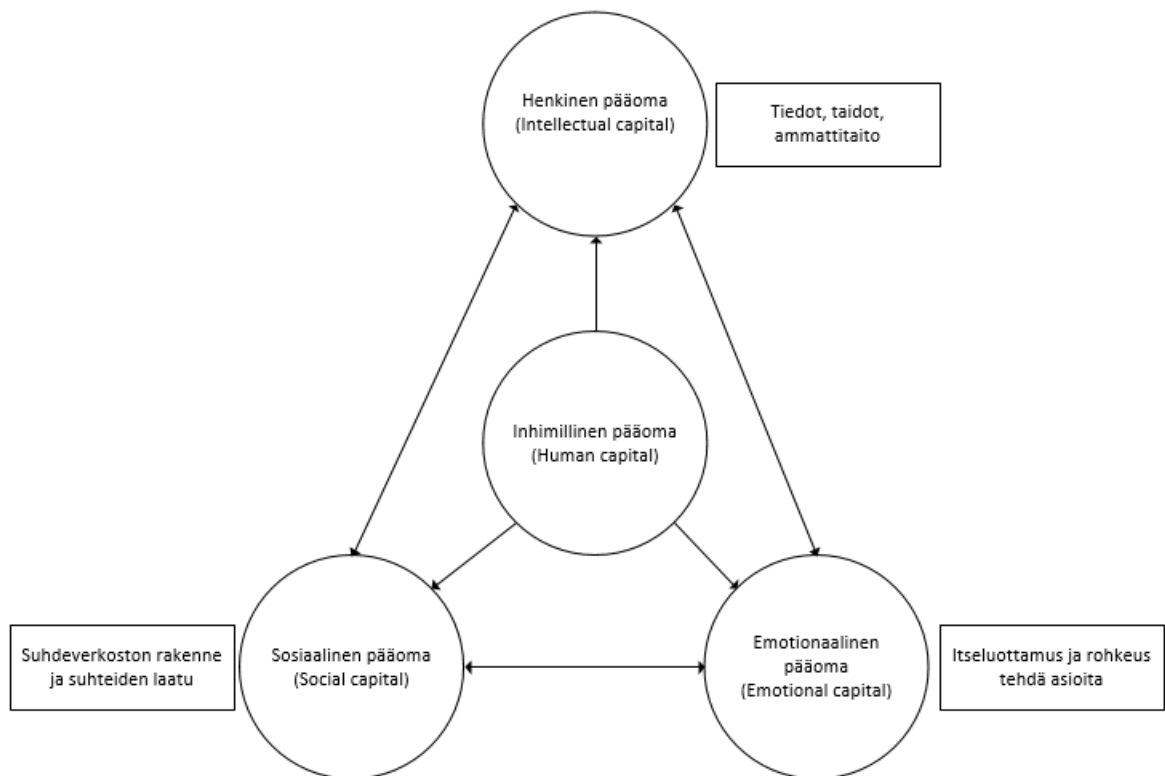 Henkinen pääoma
(Intellectual capital)
Tiedot, taidot,
ammattitaito
Inhimillinen pääoma
(Human capital)
Suhdeverkoston rakenne
ja suhteiden laatu
Sosiaalinen pääoma
(Social capital)
Emotionaalinen
pääoma
(Emotional capital)
Itseluottamus ja rohkeus
tehdä asioita